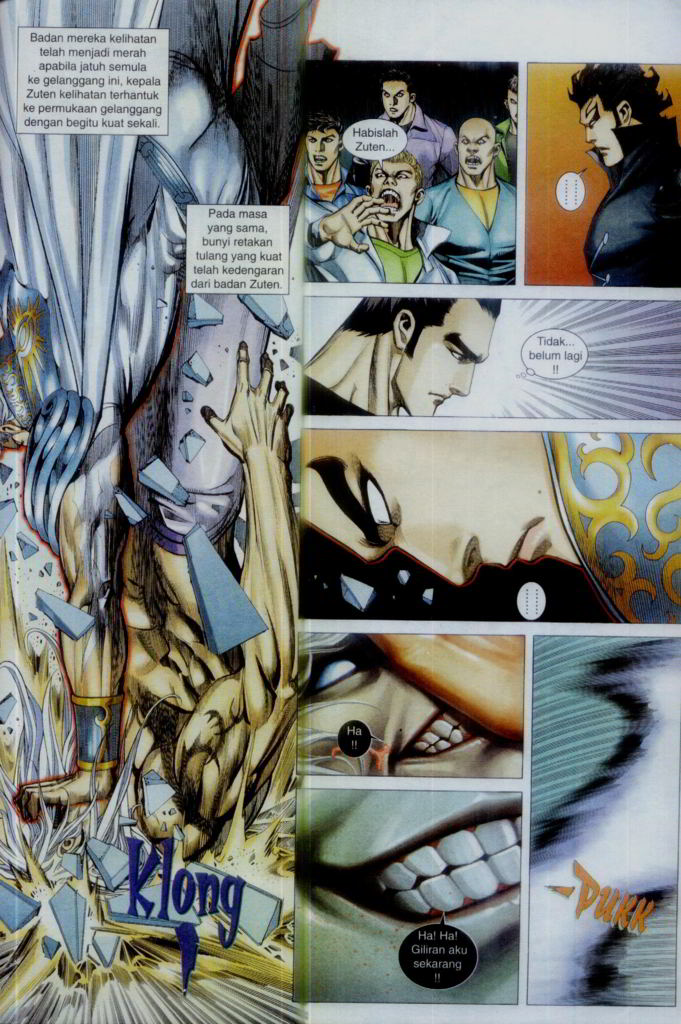 Badan mereka kelihatan
telah menjadi merah
apabila jatuh semula
ke gelanggang ini, kepala
Zuten kelihatan terhantuk
ke permukaan gelanggang
dengan begitu kuat sekali.
Pada masa
yang sama,
bunyi retakan
tulang yang kuat
telah kedengaran
dari badan Zuten.
Klong
!
Habislah
Zuten...
Tidak...
belum lagi
!!
Ha
!!
Ha! Ha!
Giliran aku
sekarang
!!
DUKK